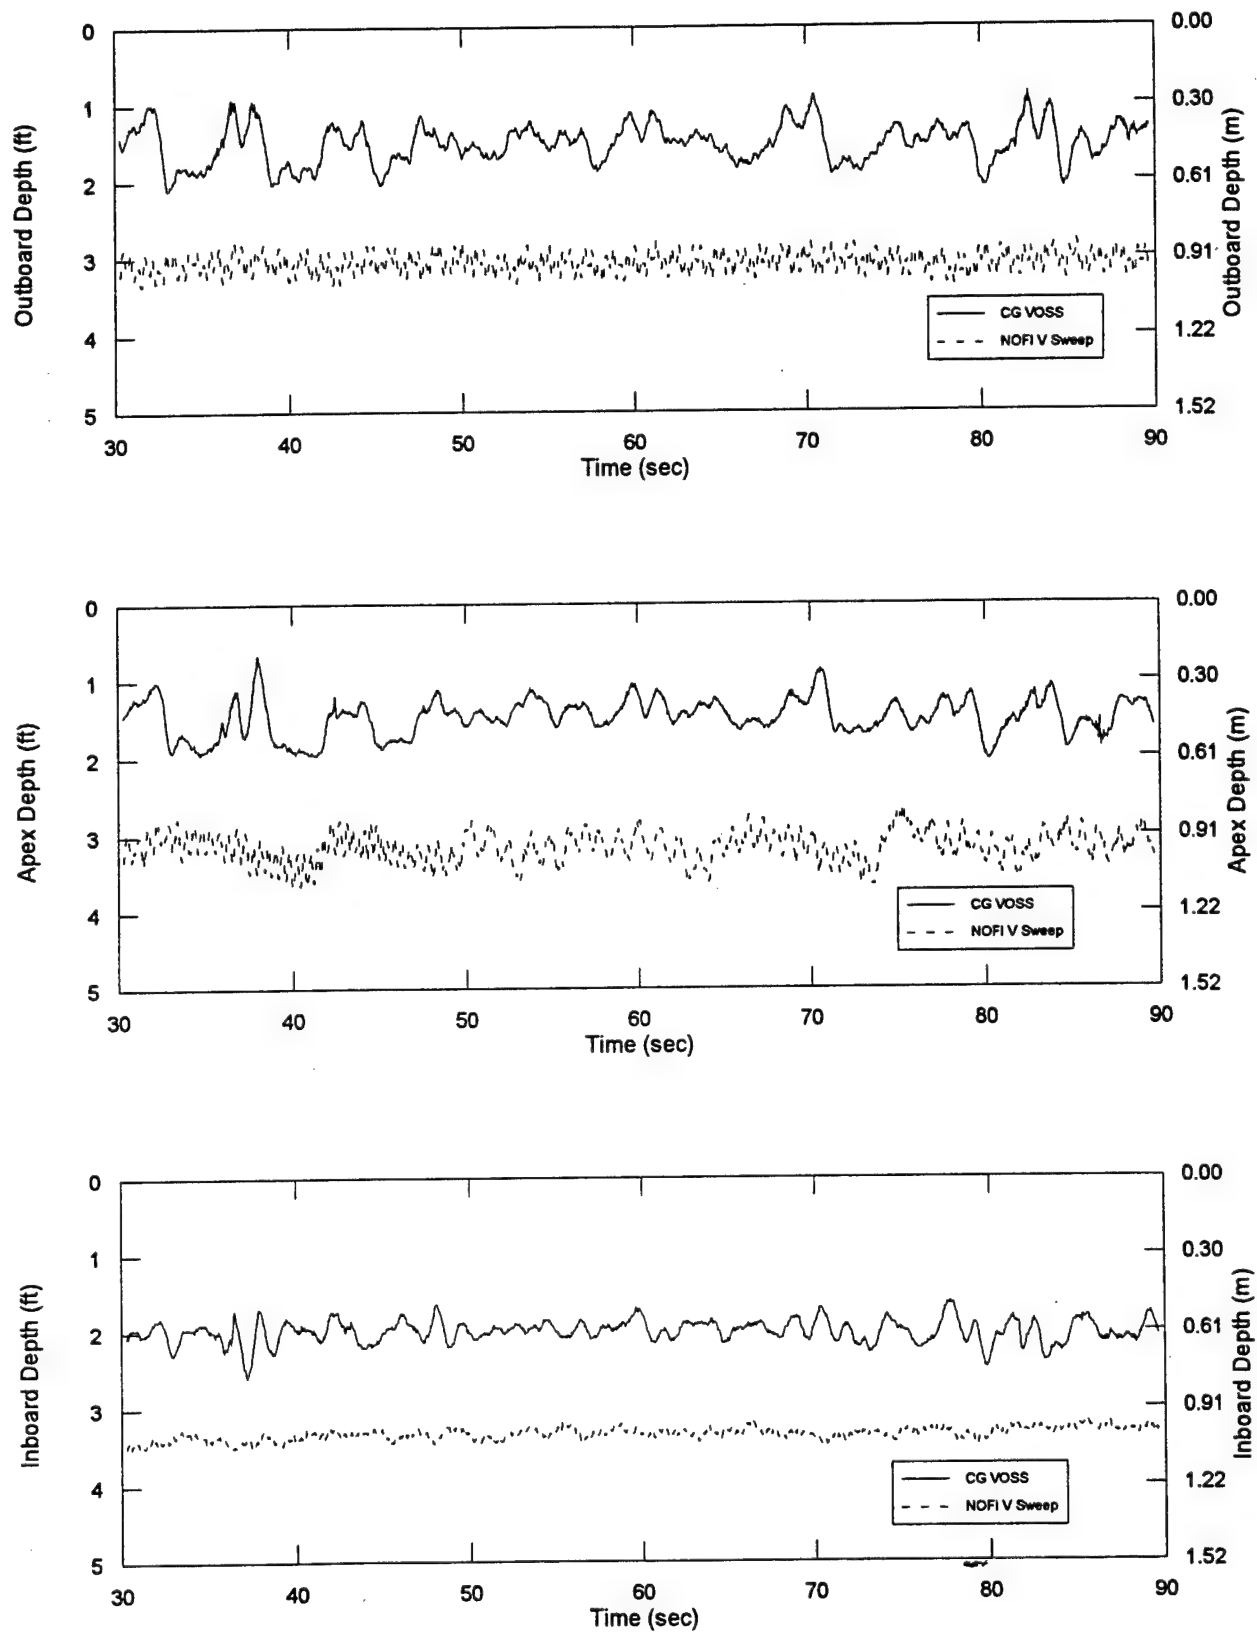 0
1
2
3
4
5
Outboard Depth (ft)
0.00
0.30
0.61
0.91
1.22
1.52
Outboard Depth (m)
CG VOSS
NOFI V Sweep
30 40 50 60 70 80 90
Time (sec)
0
1
2
3
4
5
Apex Depth (ft)
0.00
0.30
0.61
0.91
1.22
1.52
Apex Depth (m)
CG VOSS
NOFI V Sweep
30 40 50 60 70 80 90
Time (sec)
0
1
2
3
4
5
Inboard Depth (ft)
0.00
0.30
0.61
0.91
1.22
1.52
Inboard Depth (m)
CG VOSS
NOFI V Sweep
30 40 50 60 70 80 90
Time (sec)